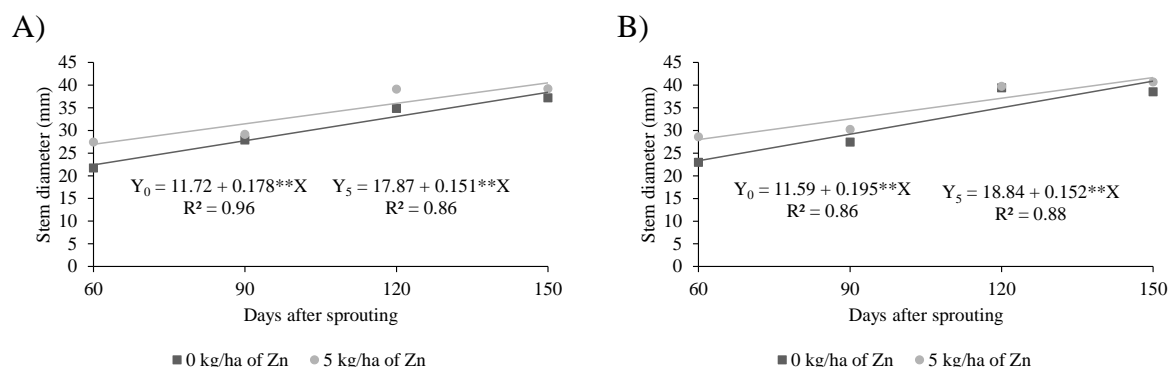 A)
Stem diameter (mm)
45
40
35
30
25
20
15
10
5
0
Y₀ = 11.72 + 0.178**X
R² = 0.96
Y₅ = 17.87 + 0.151**X
R² = 0.86
60 90 120 150
Days after sprouting
0 kg/ha of Zn 5 kg/ha of Zn
B)
Stem diameter (mm)
45
40
35
30
25
20
15
10
5
0
Y₀ = 11.59 + 0.195**X
R² = 0.86
Y₅ = 18.84 + 0.152**X
R² = 0.88
60 90 120 150
Days after sprouting
0 kg/ha of Zn 5 kg/ha of Zn